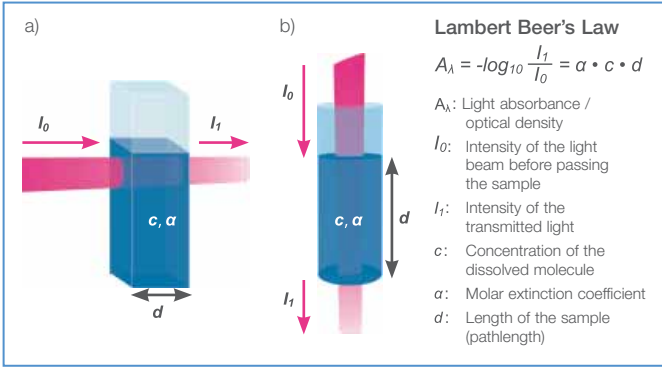 a)
I₀
I₁
c, α
d
b)
I₀
c, α
d
I₁
Lambert Beer's Law
Aλ = -log₁₀ I₁/I₀ = α • c • d
Aλ: Light absorbance /
optical density
I₀: Intensity of the light
beam before passing
the sample
I₁: Intensity of the
transmitted light
c: Concentration of the
dissolved molecule
α: Molar extinction coefficient
d: Length of the sample
(pathlength)